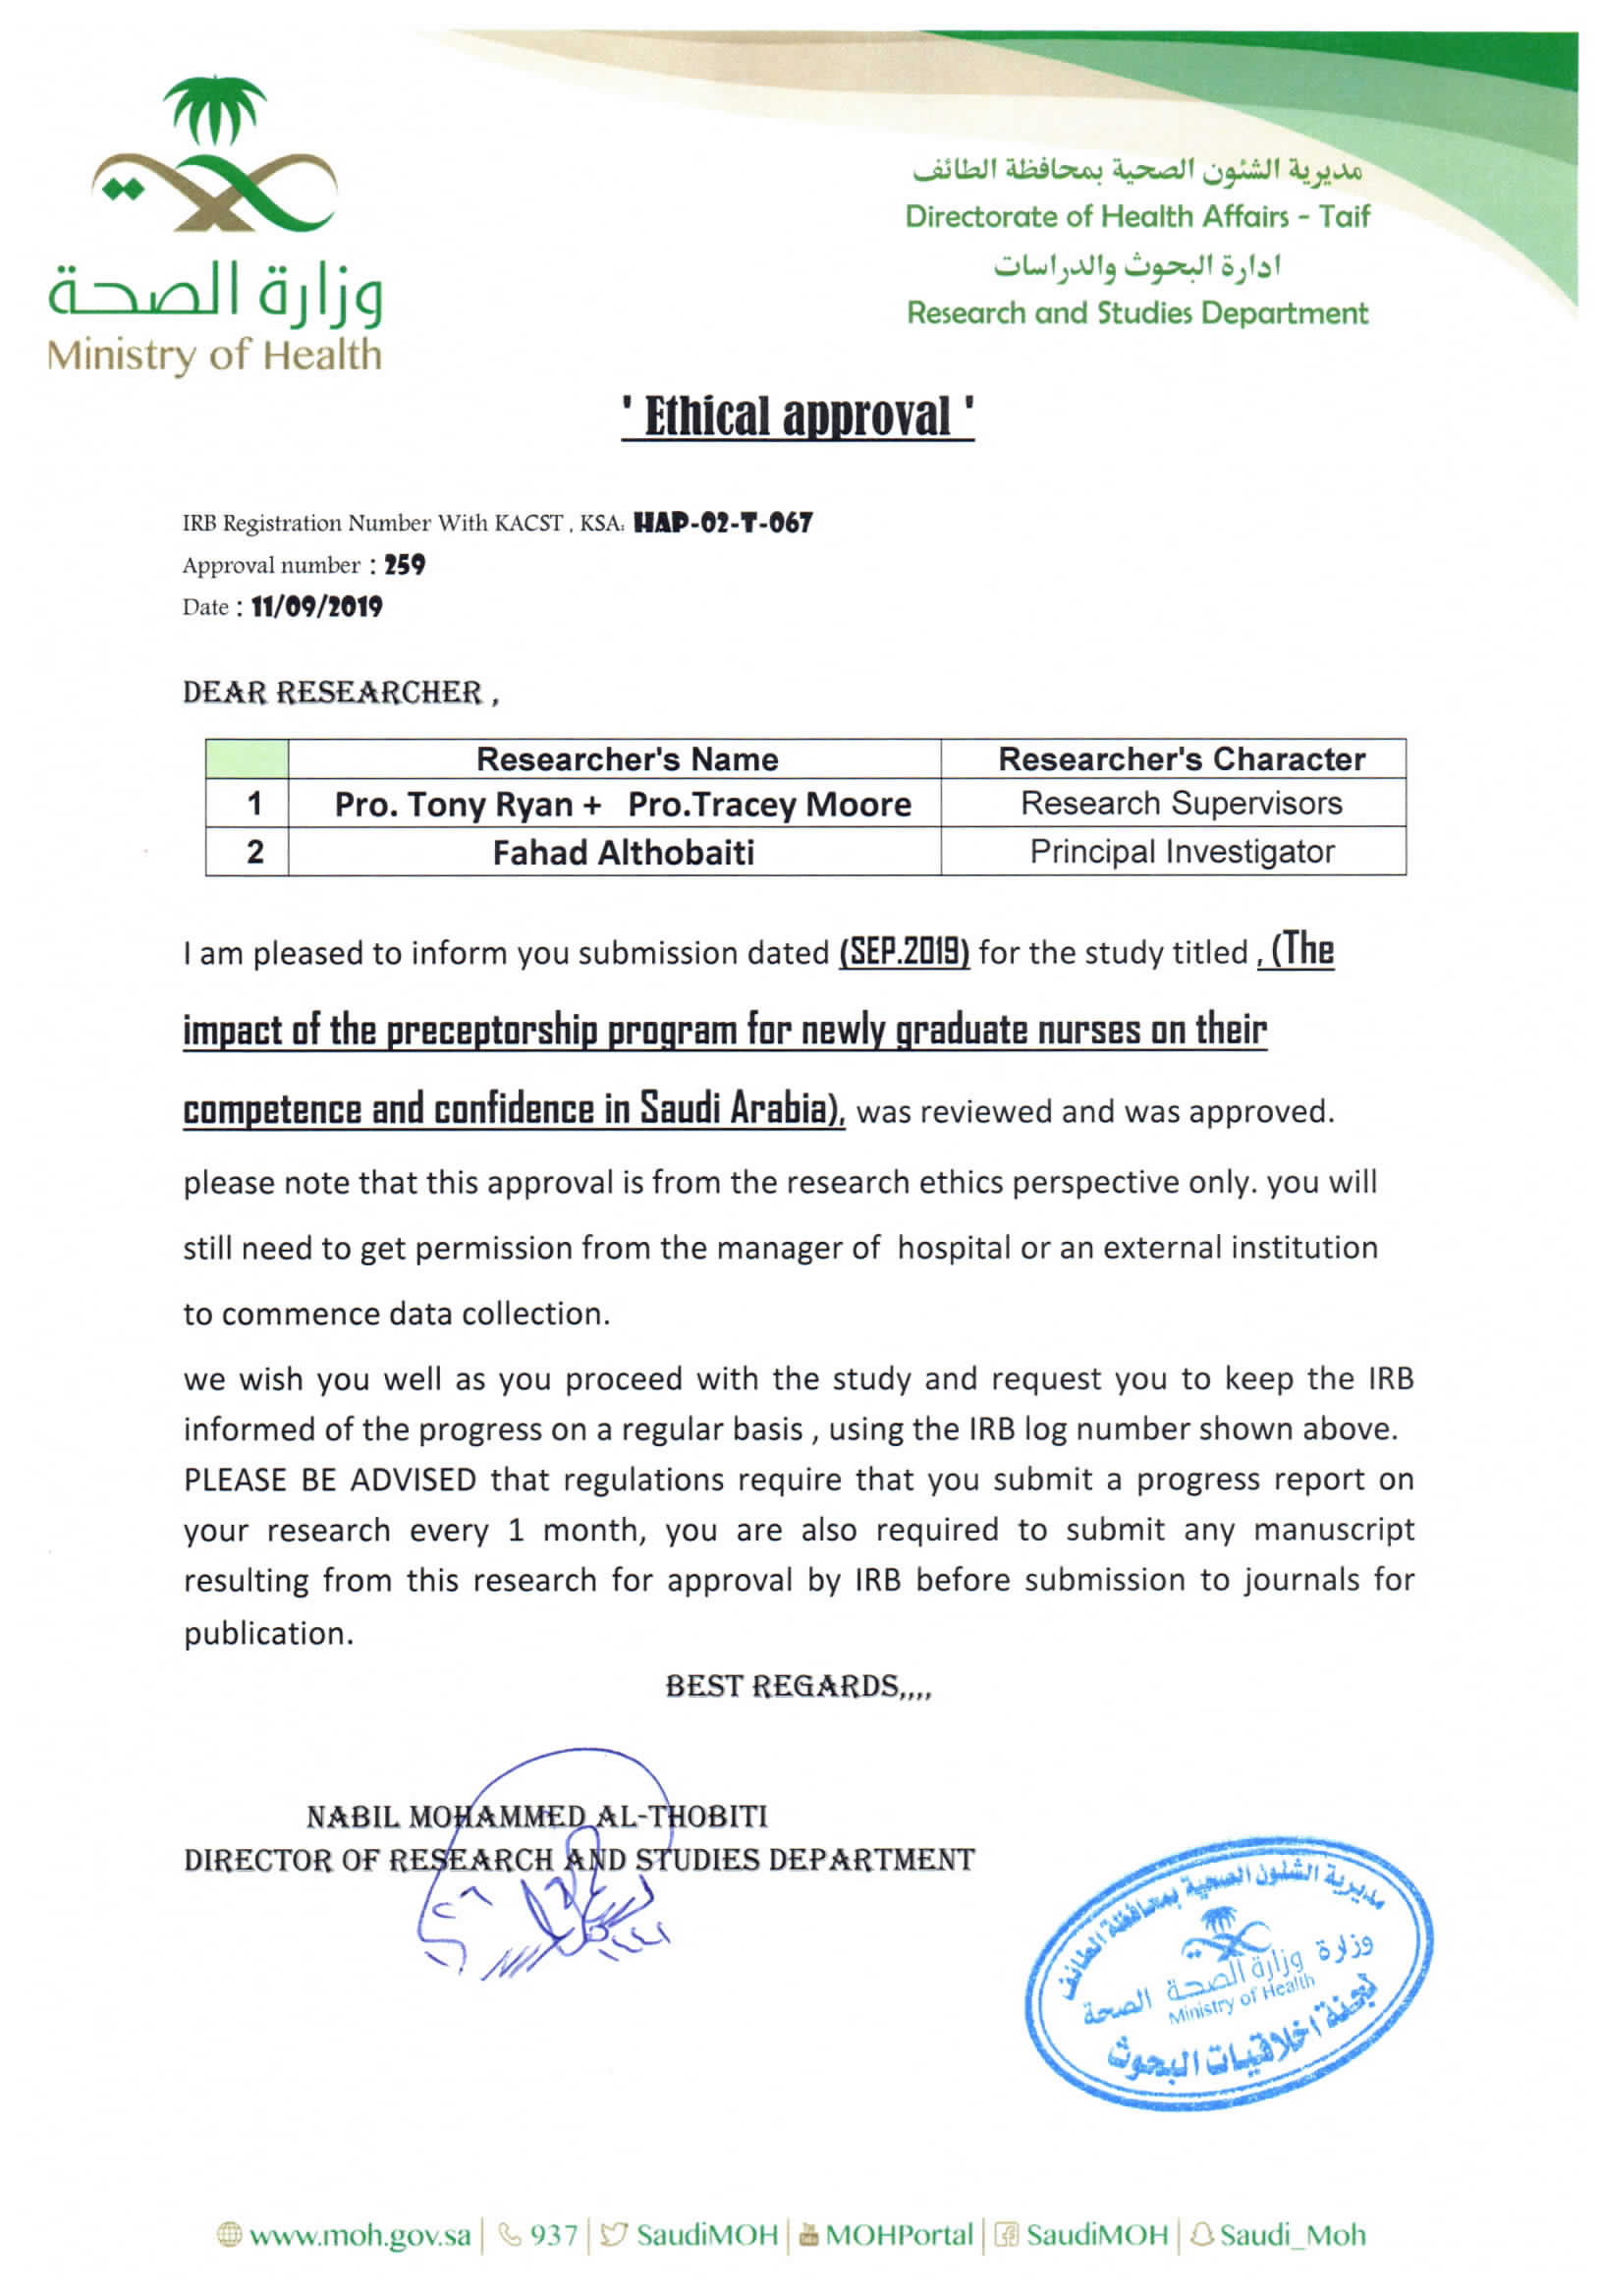 وزارة الصحة
Ministry of Health
مديرية الشئون الصحية بمحافظة الطائف
Directorate of Health Affairs - Taif
ادارة البحوث والدراسات
Research and Studies Department
' Ethical approval '
IRB Registration Number With KACST , KSA: HAP-02-T-067
Approval number : 259
Date : 11/09/2019
DEAR RESEARCHER ,
Researcher's Name Researcher's Character
1 Pro. Tony Ryan + Pro.Tracey Moore Research Supervisors
2 Fahad Althobaiti Principal Investigator
I am pleased to inform you submission dated (SEP.2019) for the study titled , (The
impact of the preceptorship program for newly graduate nurses on their
competence and confidence in Saudi Arabia), was reviewed and was approved.
please note that this approval is from the research ethics perspective only. you will
still need to get permission from the manager of hospital or an external institution
to commence data collection.
we wish you well as you proceed with the study and request you to keep the IRB
informed of the progress on a regular basis , using the IRB log number shown above.
PLEASE BE ADVISED that regulations require that you submit a progress report on
your research every 1 month, you are also required to submit any manuscript
resulting from this research for approval by IRB before submission to journals for
publication.
BEST REGARDS,,,,
NABIL MOHAMMED AL-THOBITI
DIRECTOR OF RESEARCH AND STUDIES DEPARTMENT
مديرية الشئون الصحية بمحافظة الطائف
وزارة وزارة الصحة الصحة
Ministry of Health
لجنة اخلاقيات البحوث
www.moh.gov.sa | 937 | SaudiMOH | MOHPortal | SaudiMOH | Saudi_Moh